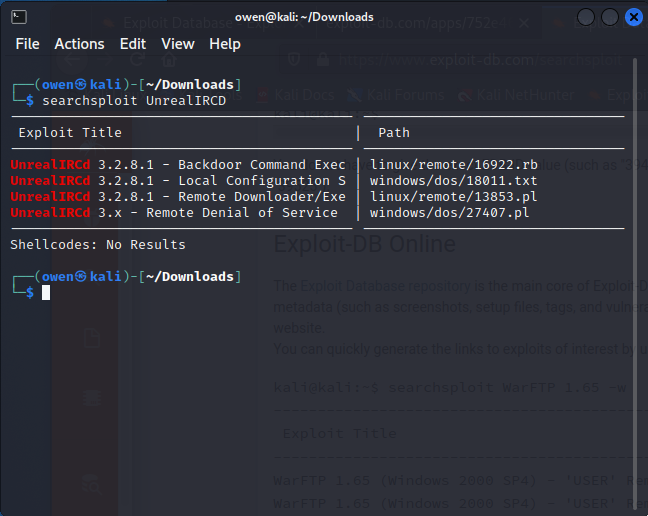 owen@kali: ~/Downloads
File Actions Edit View Help
┌──(owen㉿kali)-[~/Downloads]
└─$ searchsploit UnrealIRCD
Exploit Title | Path
UnrealIRCd 3.2.8.1 - Backdoor Command Exec | linux/remote/16922.rb
UnrealIRCd 3.2.8.1 - Local Configuration S | windows/dos/18011.txt
UnrealIRCd 3.2.8.1 - Remote Downloader/Exe | linux/remote/13853.pl
UnrealIRCd 3.x - Remote Denial of Service | windows/dos/27407.pl
Shellcodes: No Results
┌──(owen㉿kali)-[~/Downloads]
└─$
Exploit-DB Online
The Exploit Database repository is the main core of Exploit-D
metadata (such as screenshots, setup files, tags, and vulnera
website.
You can quickly generate the links to exploits of interest by u
kali@kali:~$ searchsploit WarFTP 1.65 -w
Exploit Title
WarFTP 1.65 (Windows 2000 SP4) - 'USER' Rem
WarFTP 1.65 (Windows 2000 SP4) - 'USER' Rem